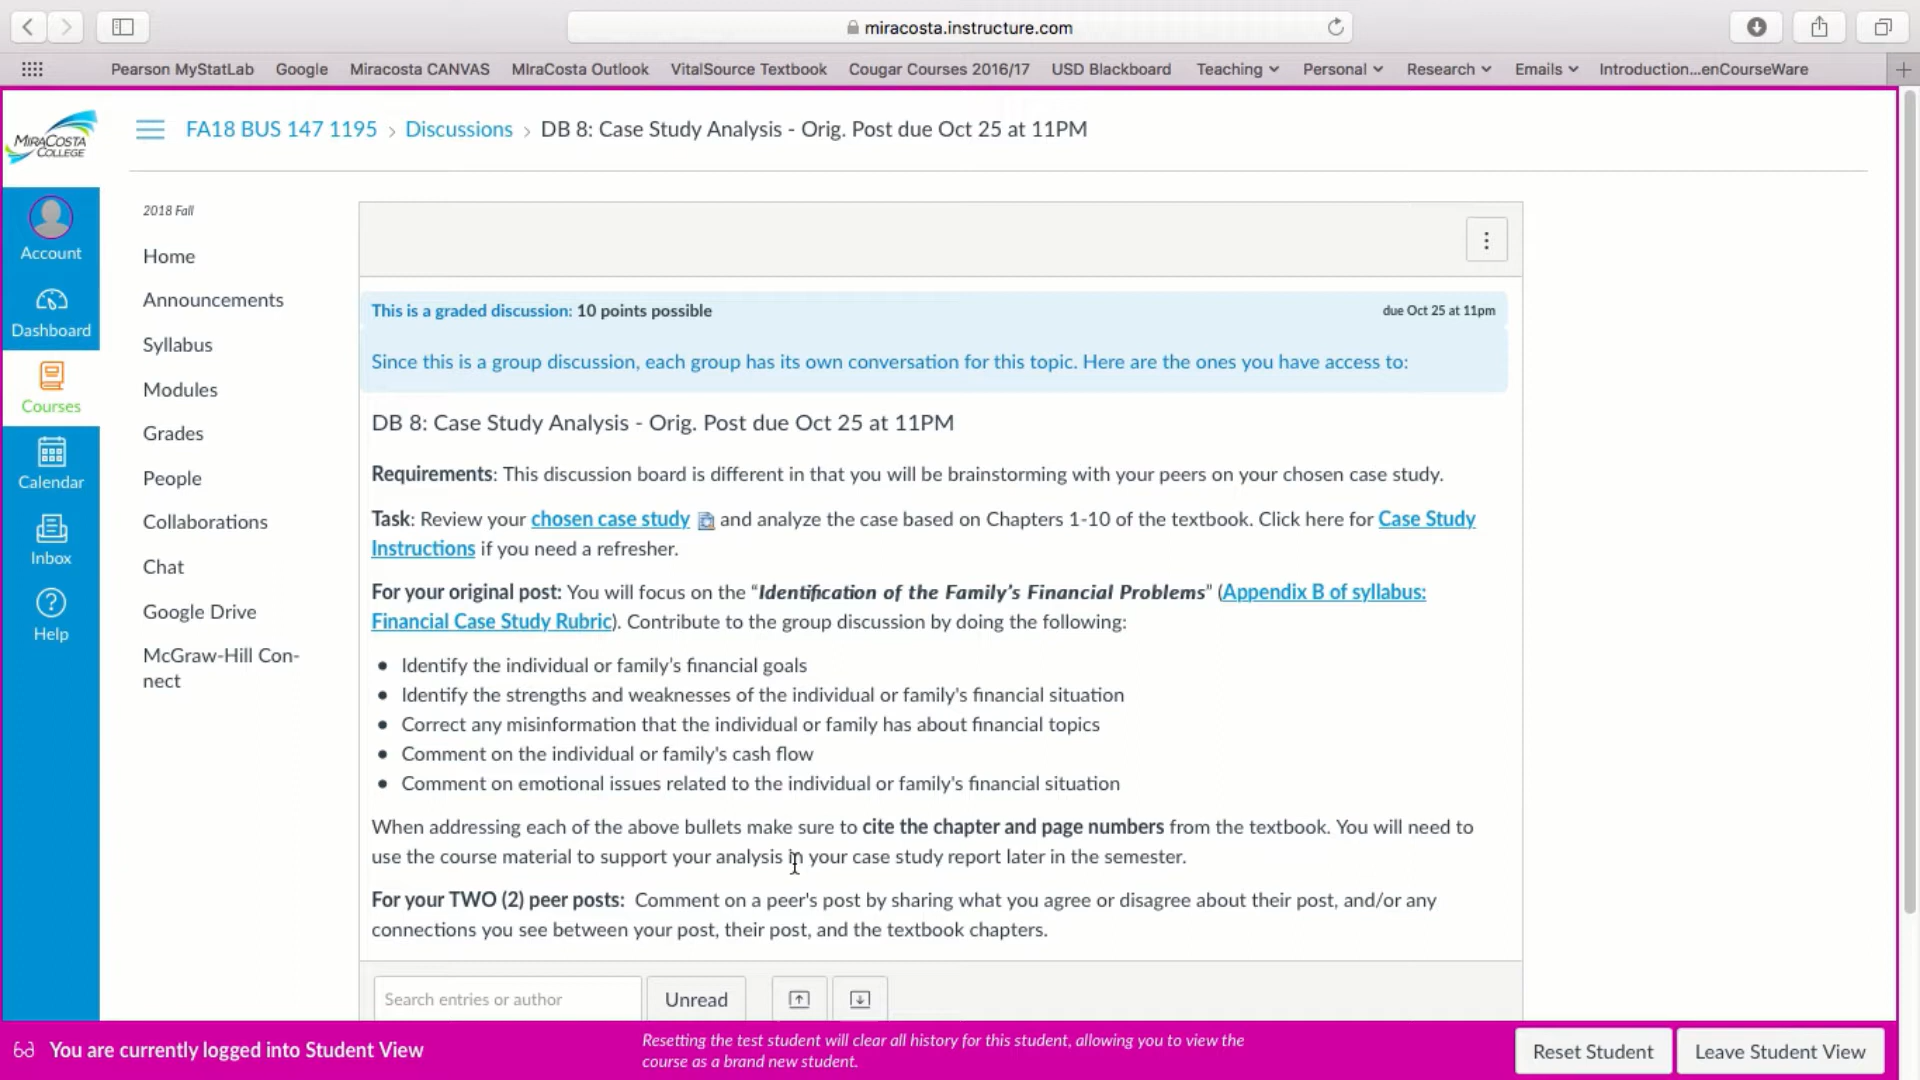 miracosta.instructure.com
Pearson MyStatLab Google Miracosta CANVAS MIraCosta Outlook VitalSource Textbook Cougar Courses 2016/17 USD Blackboard Teaching Personal Research Emails Introduction...enCourseWare
MIRACOSTA
COLLEGE
FA18 BUS 147 1195 › Discussions › DB 8: Case Study Analysis - Orig. Post due Oct 25 at 11PM
Account
Dashboard
Courses
Calendar
Inbox
Help
2018 Fall
Home
Announcements
Syllabus
Modules
Grades
People
Collaborations
Chat
Google Drive
McGraw-Hill Con-
nect
This is a graded discussion: 10 points possible due Oct 25 at 11pm
Since this is a group discussion, each group has its own conversation for this topic. Here are the ones you have access to:
DB 8: Case Study Analysis - Orig. Post due Oct 25 at 11PM
Requirements: This discussion board is different in that you will be brainstorming with your peers on your chosen case study.
Task: Review your chosen case study and analyze the case based on Chapters 1-10 of the textbook. Click here for Case Study
Instructions if you need a refresher.
For your original post: You will focus on the “Identification of the Family’s Financial Problems” (Appendix B of syllabus:
Financial Case Study Rubric). Contribute to the group discussion by doing the following:
• Identify the individual or family’s financial goals
• Identify the strengths and weaknesses of the individual or family's financial situation
• Correct any misinformation that the individual or family has about financial topics
• Comment on the individual or family's cash flow
• Comment on emotional issues related to the individual or family's financial situation
When addressing each of the above bullets make sure to cite the chapter and page numbers from the textbook. You will need to
use the course material to support your analysis in your case study report later in the semester.
For your TWO (2) peer posts: Comment on a peer's post by sharing what you agree or disagree about their post, and/or any
connections you see between your post, their post, and the textbook chapters.
Search entries or author Unread
You are currently logged into Student View
Resetting the test student will clear all history for this student, allowing you to view the
course as a brand new student.
Reset Student Leave Student View